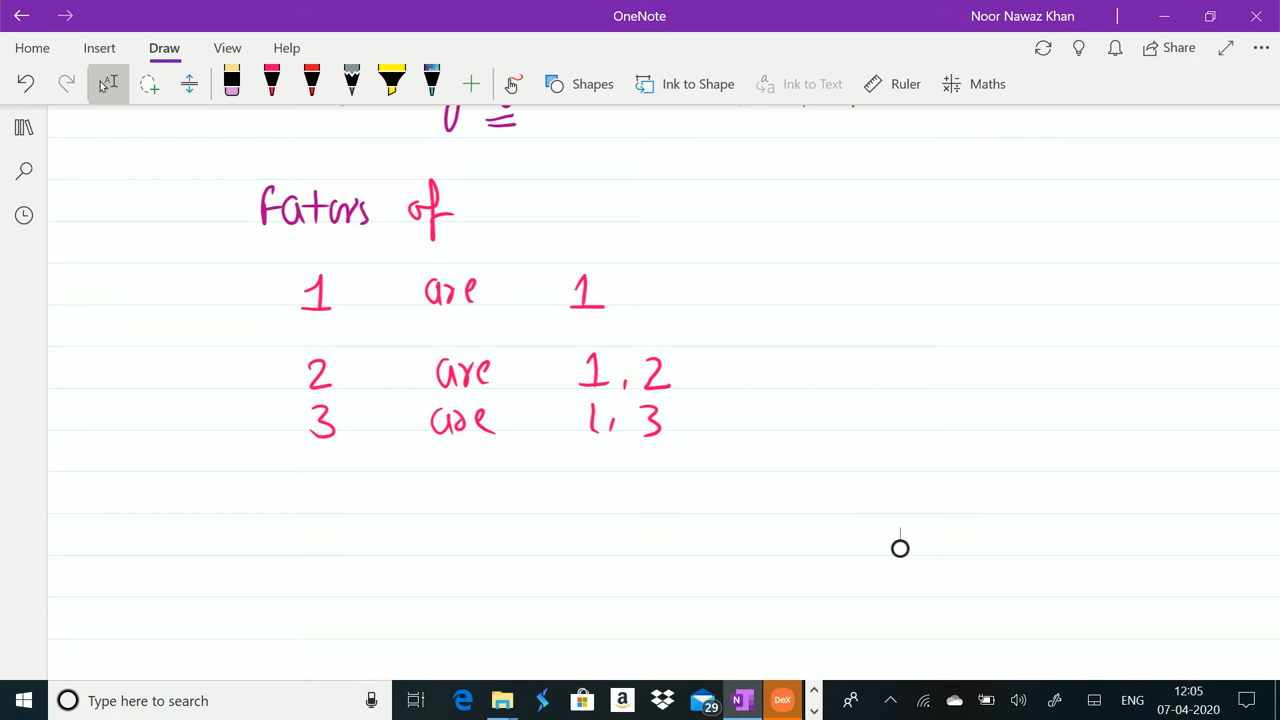 OneNote
Noor Nawaz Khan
Home Insert Draw View Help
Share
Shapes Ink to Shape Ink to Text Ruler Maths
Fators of
1 are 1
2 are 1, 2
3 are 1, 3
Type here to search
29
DeX
ENG
12:05
07-04-2020